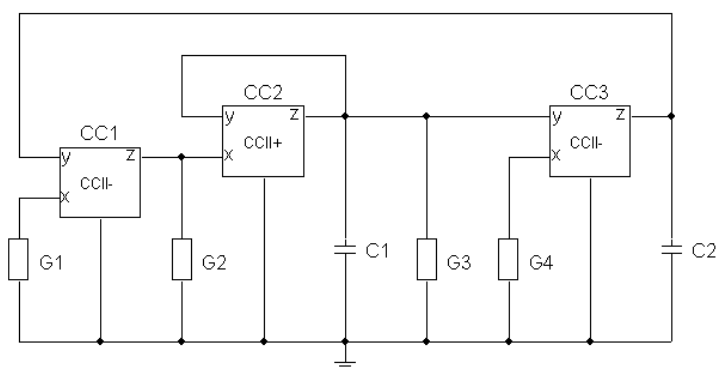 CC2
CC3
y z
CCII+
x
y z
CCII-
x
CC1
y z
CCII-
x
G1
G2
C1
G3
G4
C2